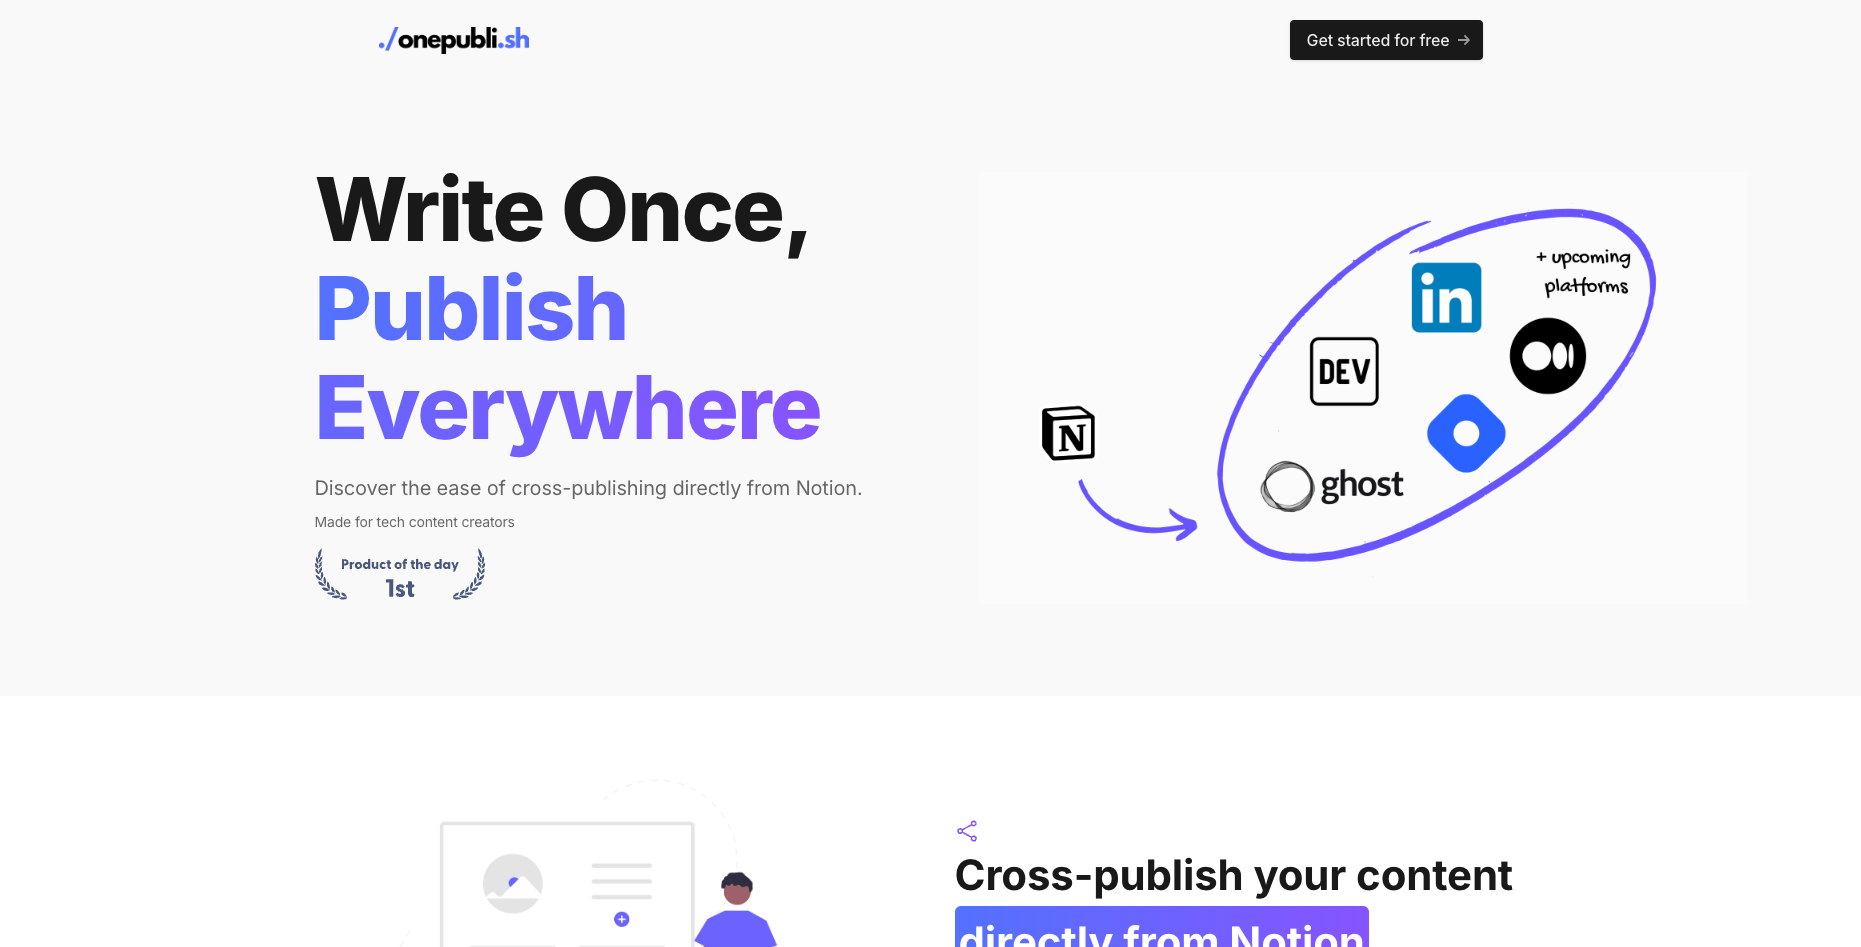 ./onepubli.sh
Get started for free →
Write Once,
Publish
Everywhere
Discover the ease of cross-publishing directly from Notion.
Made for tech content creators
Product of the day
1st
+ upcoming
platforms
in
DEV
N
ghost
Cross-publish your content
directly from Notion